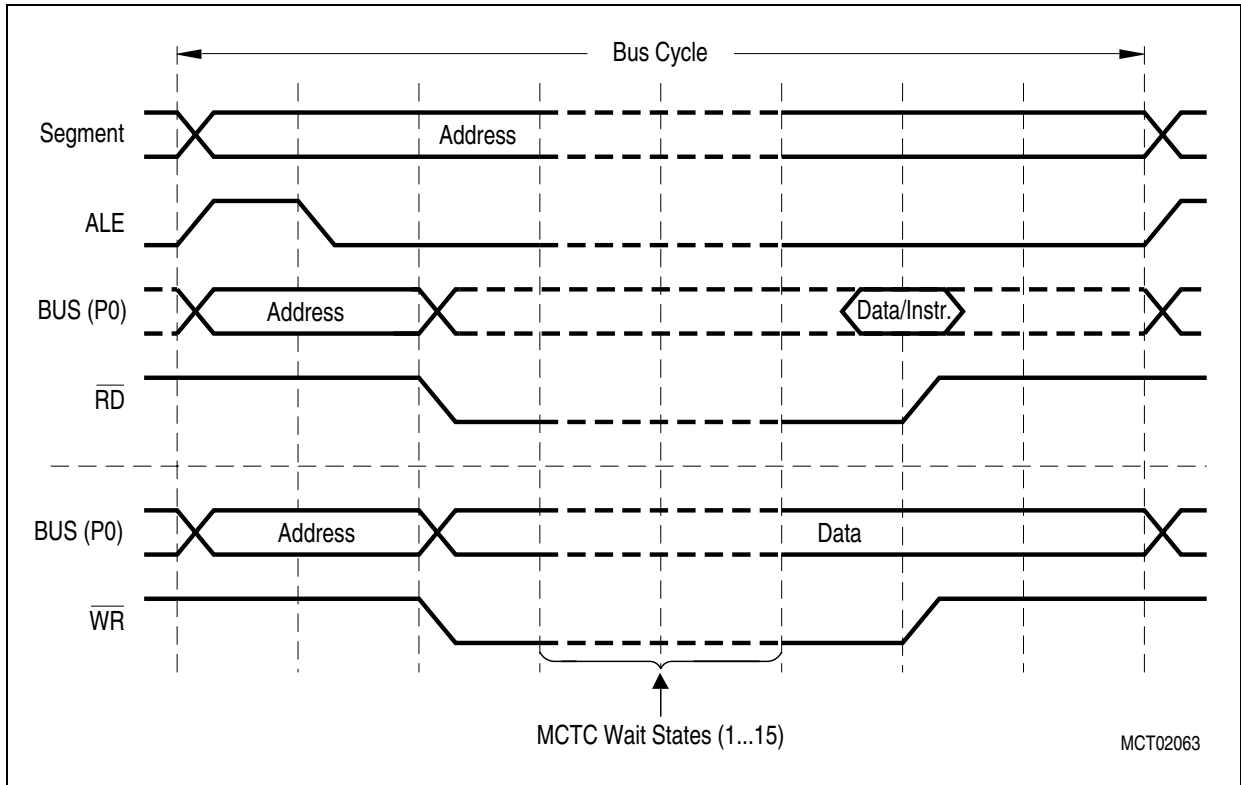 Bus Cycle
Segment
Address
ALE
BUS (P0)
Address
Data/Instr.
RD
BUS (P0)
Address
Data
WR
MCTC Wait States (1...15)
MCT02063